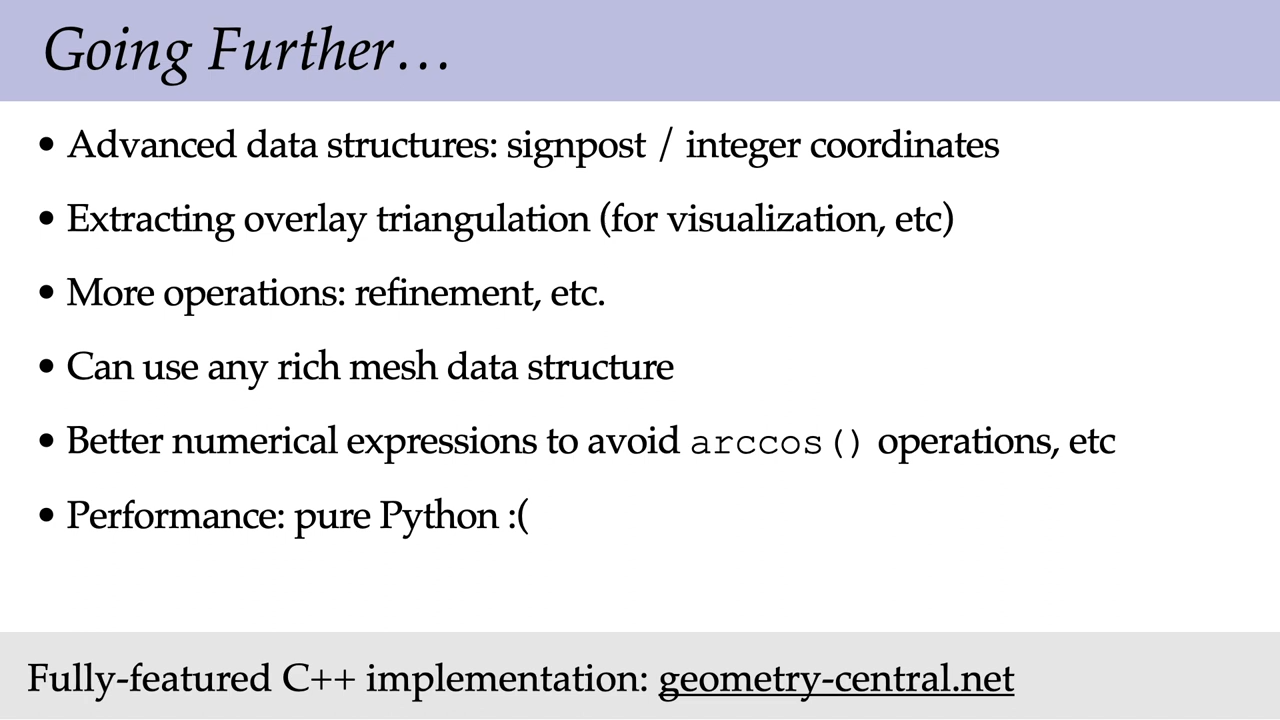 Going Further…
• Advanced data structures: signpost / integer coordinates
• Extracting overlay triangulation (for visualization, etc)
• More operations: refinement, etc.
• Can use any rich mesh data structure
• Better numerical expressions to avoid arccos() operations, etc
• Performance: pure Python :(
Fully-featured C++ implementation: geometry-central.net